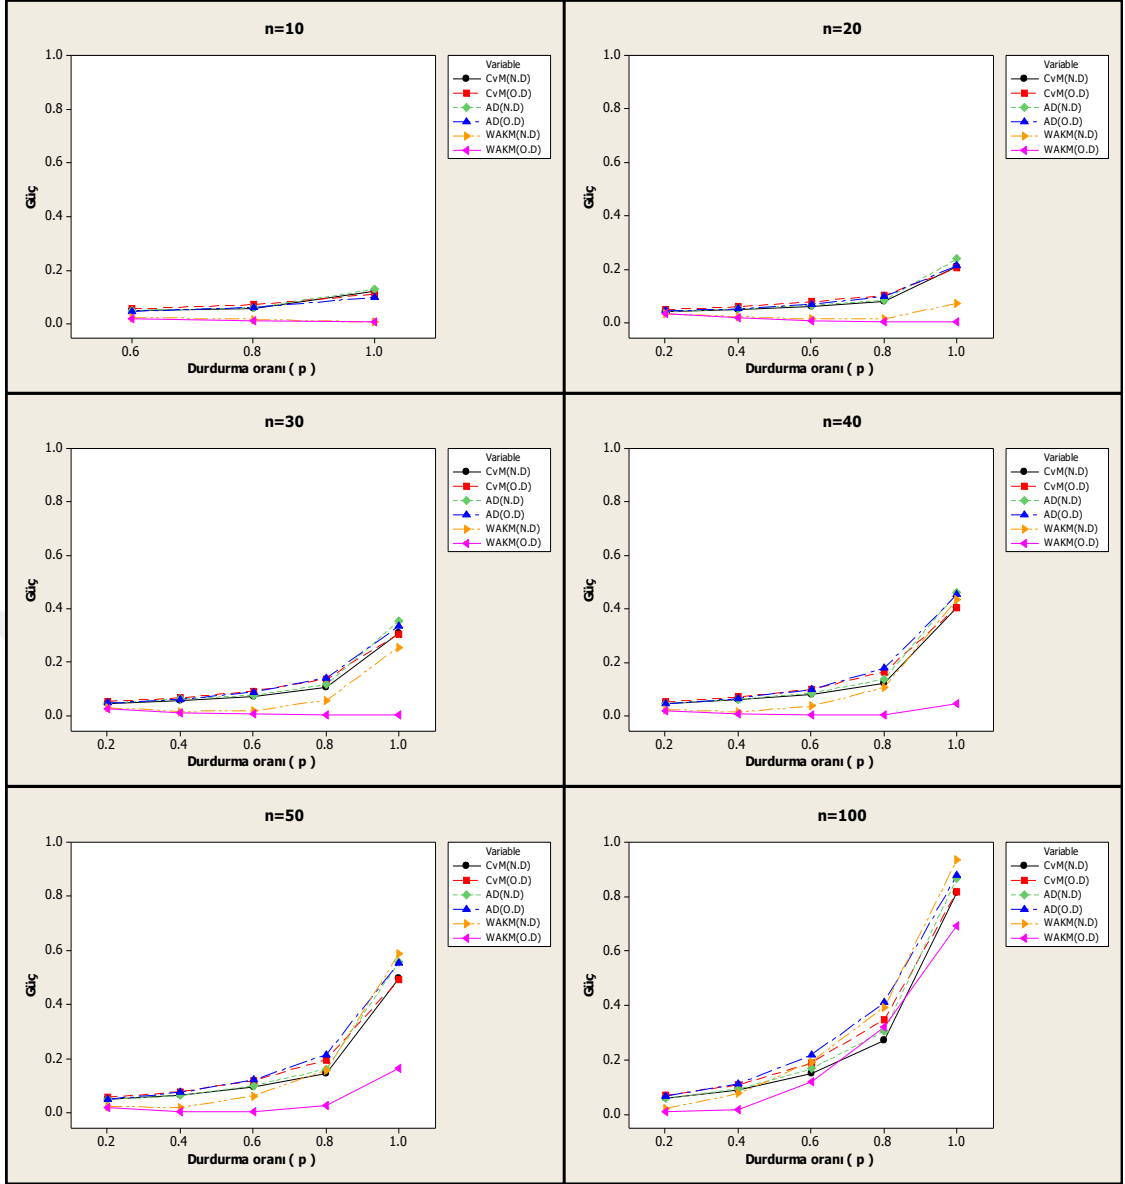 n=10
1.0
0.8
0.6
0.4
0.2
0.0
Güç
0.6 0.8 1.0
Durdurma oranı ( p )
Variable
CvM(N.D)
CvM(O.D)
AD(N.D)
AD(O.D)
WAKM(N.D)
WAKM(O.D)
n=20
1.0
0.8
0.6
0.4
0.2
0.0
Güç
0.2 0.4 0.6 0.8 1.0
Durdurma oranı ( p )
Variable
CvM(N.D)
CvM(O.D)
AD(N.D)
AD(O.D)
WAKM(N.D)
WAKM(O.D)
n=30
1.0
0.8
0.6
0.4
0.2
0.0
Güç
0.2 0.4 0.6 0.8 1.0
Durdurma oranı ( p )
Variable
CvM(N.D)
CvM(O.D)
AD(N.D)
AD(O.D)
WAKM(N.D)
WAKM(O.D)
n=40
1.0
0.8
0.6
0.4
0.2
0.0
Güç
0.2 0.4 0.6 0.8 1.0
Durdurma oranı ( p )
Variable
CvM(N.D)
CvM(O.D)
AD(N.D)
AD(O.D)
WAKM(N.D)
WAKM(O.D)
n=50
1.0
0.8
0.6
0.4
0.2
0.0
Güç
0.2 0.4 0.6 0.8 1.0
Durdurma oranı ( p )
Variable
CvM(N.D)
CvM(O.D)
AD(N.D)
AD(O.D)
WAKM(N.D)
WAKM(O.D)
n=100
1.0
0.8
0.6
0.4
0.2
0.0
Güç
0.2 0.4 0.6 0.8 1.0
Durdurma oranı ( p )
Variable
CvM(N.D)
CvM(O.D)
AD(N.D)
AD(O.D)
WAKM(N.D)
WAKM(O.D)